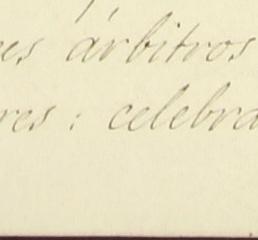 es árbitros
res : celebra